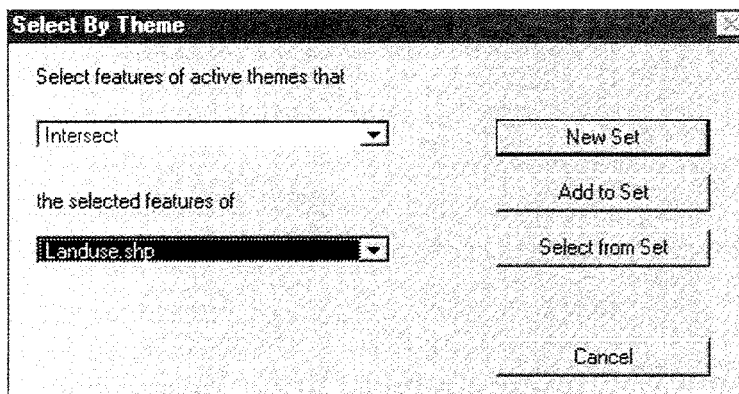 Select By Theme
Select features of active themes that
Intersect
New Set
the selected features of
Add to Set
Landuse.shp
Select from Set
Cancel